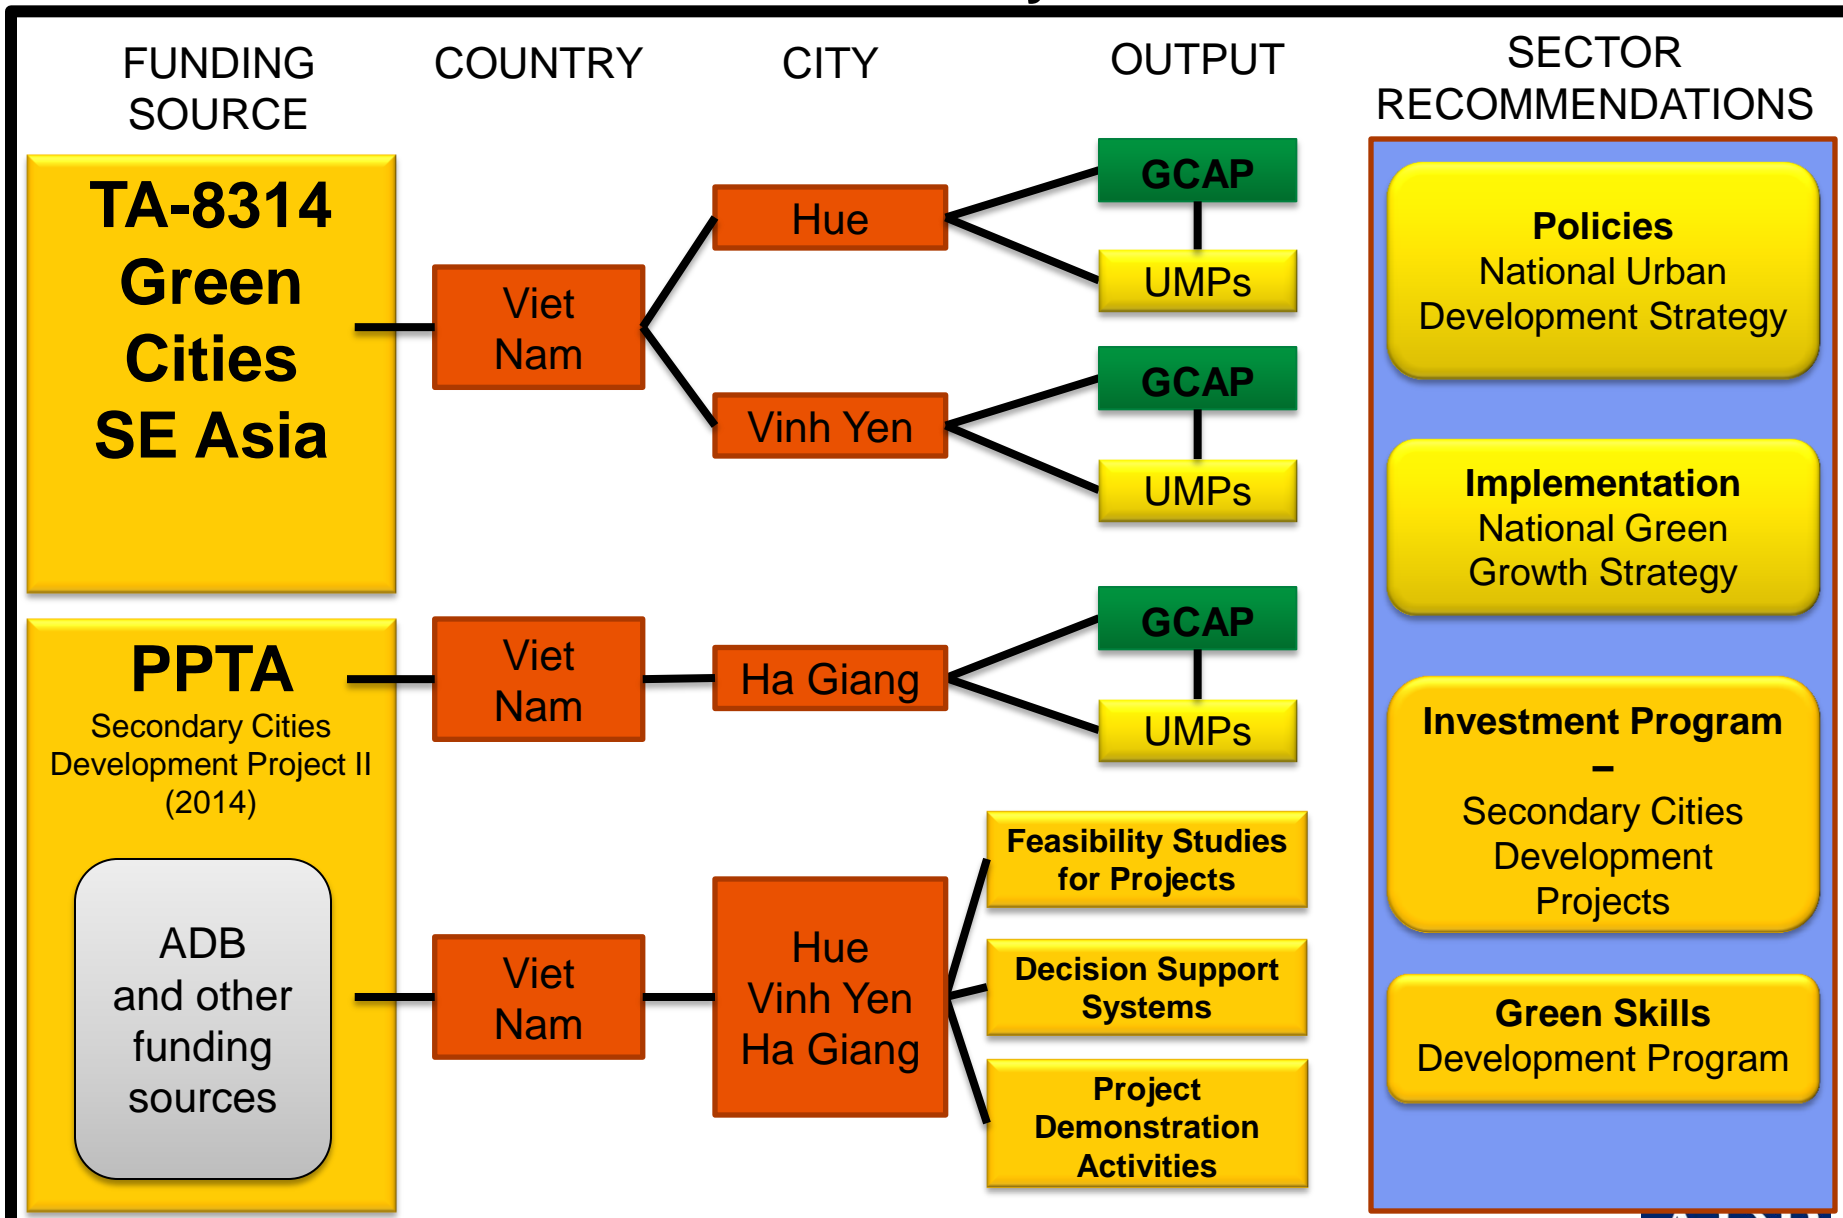 FUNDING
SOURCE
COUNTRY
CITY
OUTPUT
SECTOR
RECOMMENDATIONS
TA-8314
Green
Cities
SE Asia
Viet
Nam
Hue
GCAP
UMPs
Vinh Yen
GCAP
UMPs
PPTA
Secondary Cities
Development Project II
(2014)
Viet
Nam
Ha Giang
GCAP
UMPs
ADB
and other
funding
sources
Viet
Nam
Hue
Vinh Yen
Ha Giang
Feasibility Studies
for Projects
Decision Support
Systems
Project
Demonstration
Activities
Policies
National Urban
Development Strategy
Implementation
National Green
Growth Strategy
Investment Program
–
Secondary Cities
Development
Projects
Green Skills
Development Program